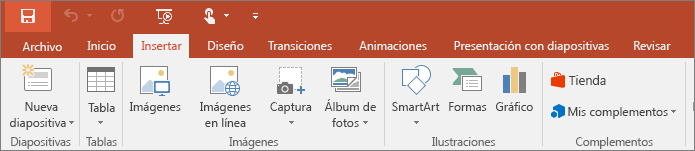 Archivo Inicio Insertar Diseño Transiciones Animaciones Presentación con diapositivas Revisar
Nueva diapositiva
Tabla
Imágenes
Imágenes en línea
Captura
Álbum de fotos
SmartArt
Formas
Gráfico
Tienda
Mis complementos
Diapositivas Tablas Imágenes Ilustraciones Complementos